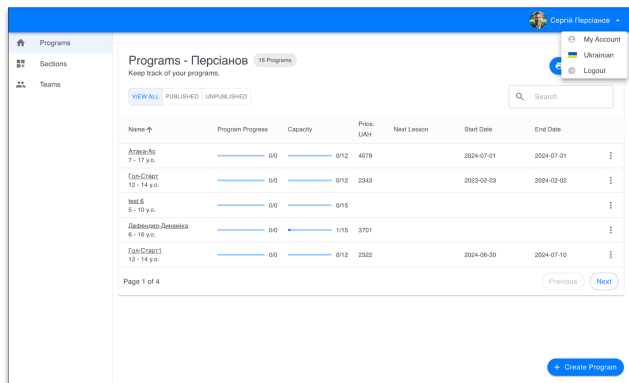 Сергій Персіанов
My Account
Ukrainian
Logout
Programs
Sections
Teams
Programs - Персіанов 16 Programs
Keep track of your programs.
VIEW ALL PUBLISHED UNPUBLISHED
Search
Name Program Progress Capacity Price, UAH Next Lesson Start Date End Date
Атака-Ас 0/0 0/12 4079 2024-07-01 2024-07-31
7 - 17 y.o.
Гол-Старт 0/0 0/12 2343 2023-02-03 2024-02-02
12 - 14 y.o.
test 6 0/0 0/15
5 - 10 y.o.
Дефендер-Динаміка 0/0 1/15 3701
6 - 16 y.o.
Гол-Старт1 0/0 0/12 2322 2024-06-30 2024-07-10
12 - 14 y.o.
Page 1 of 4
Previous Next
+ Create Program